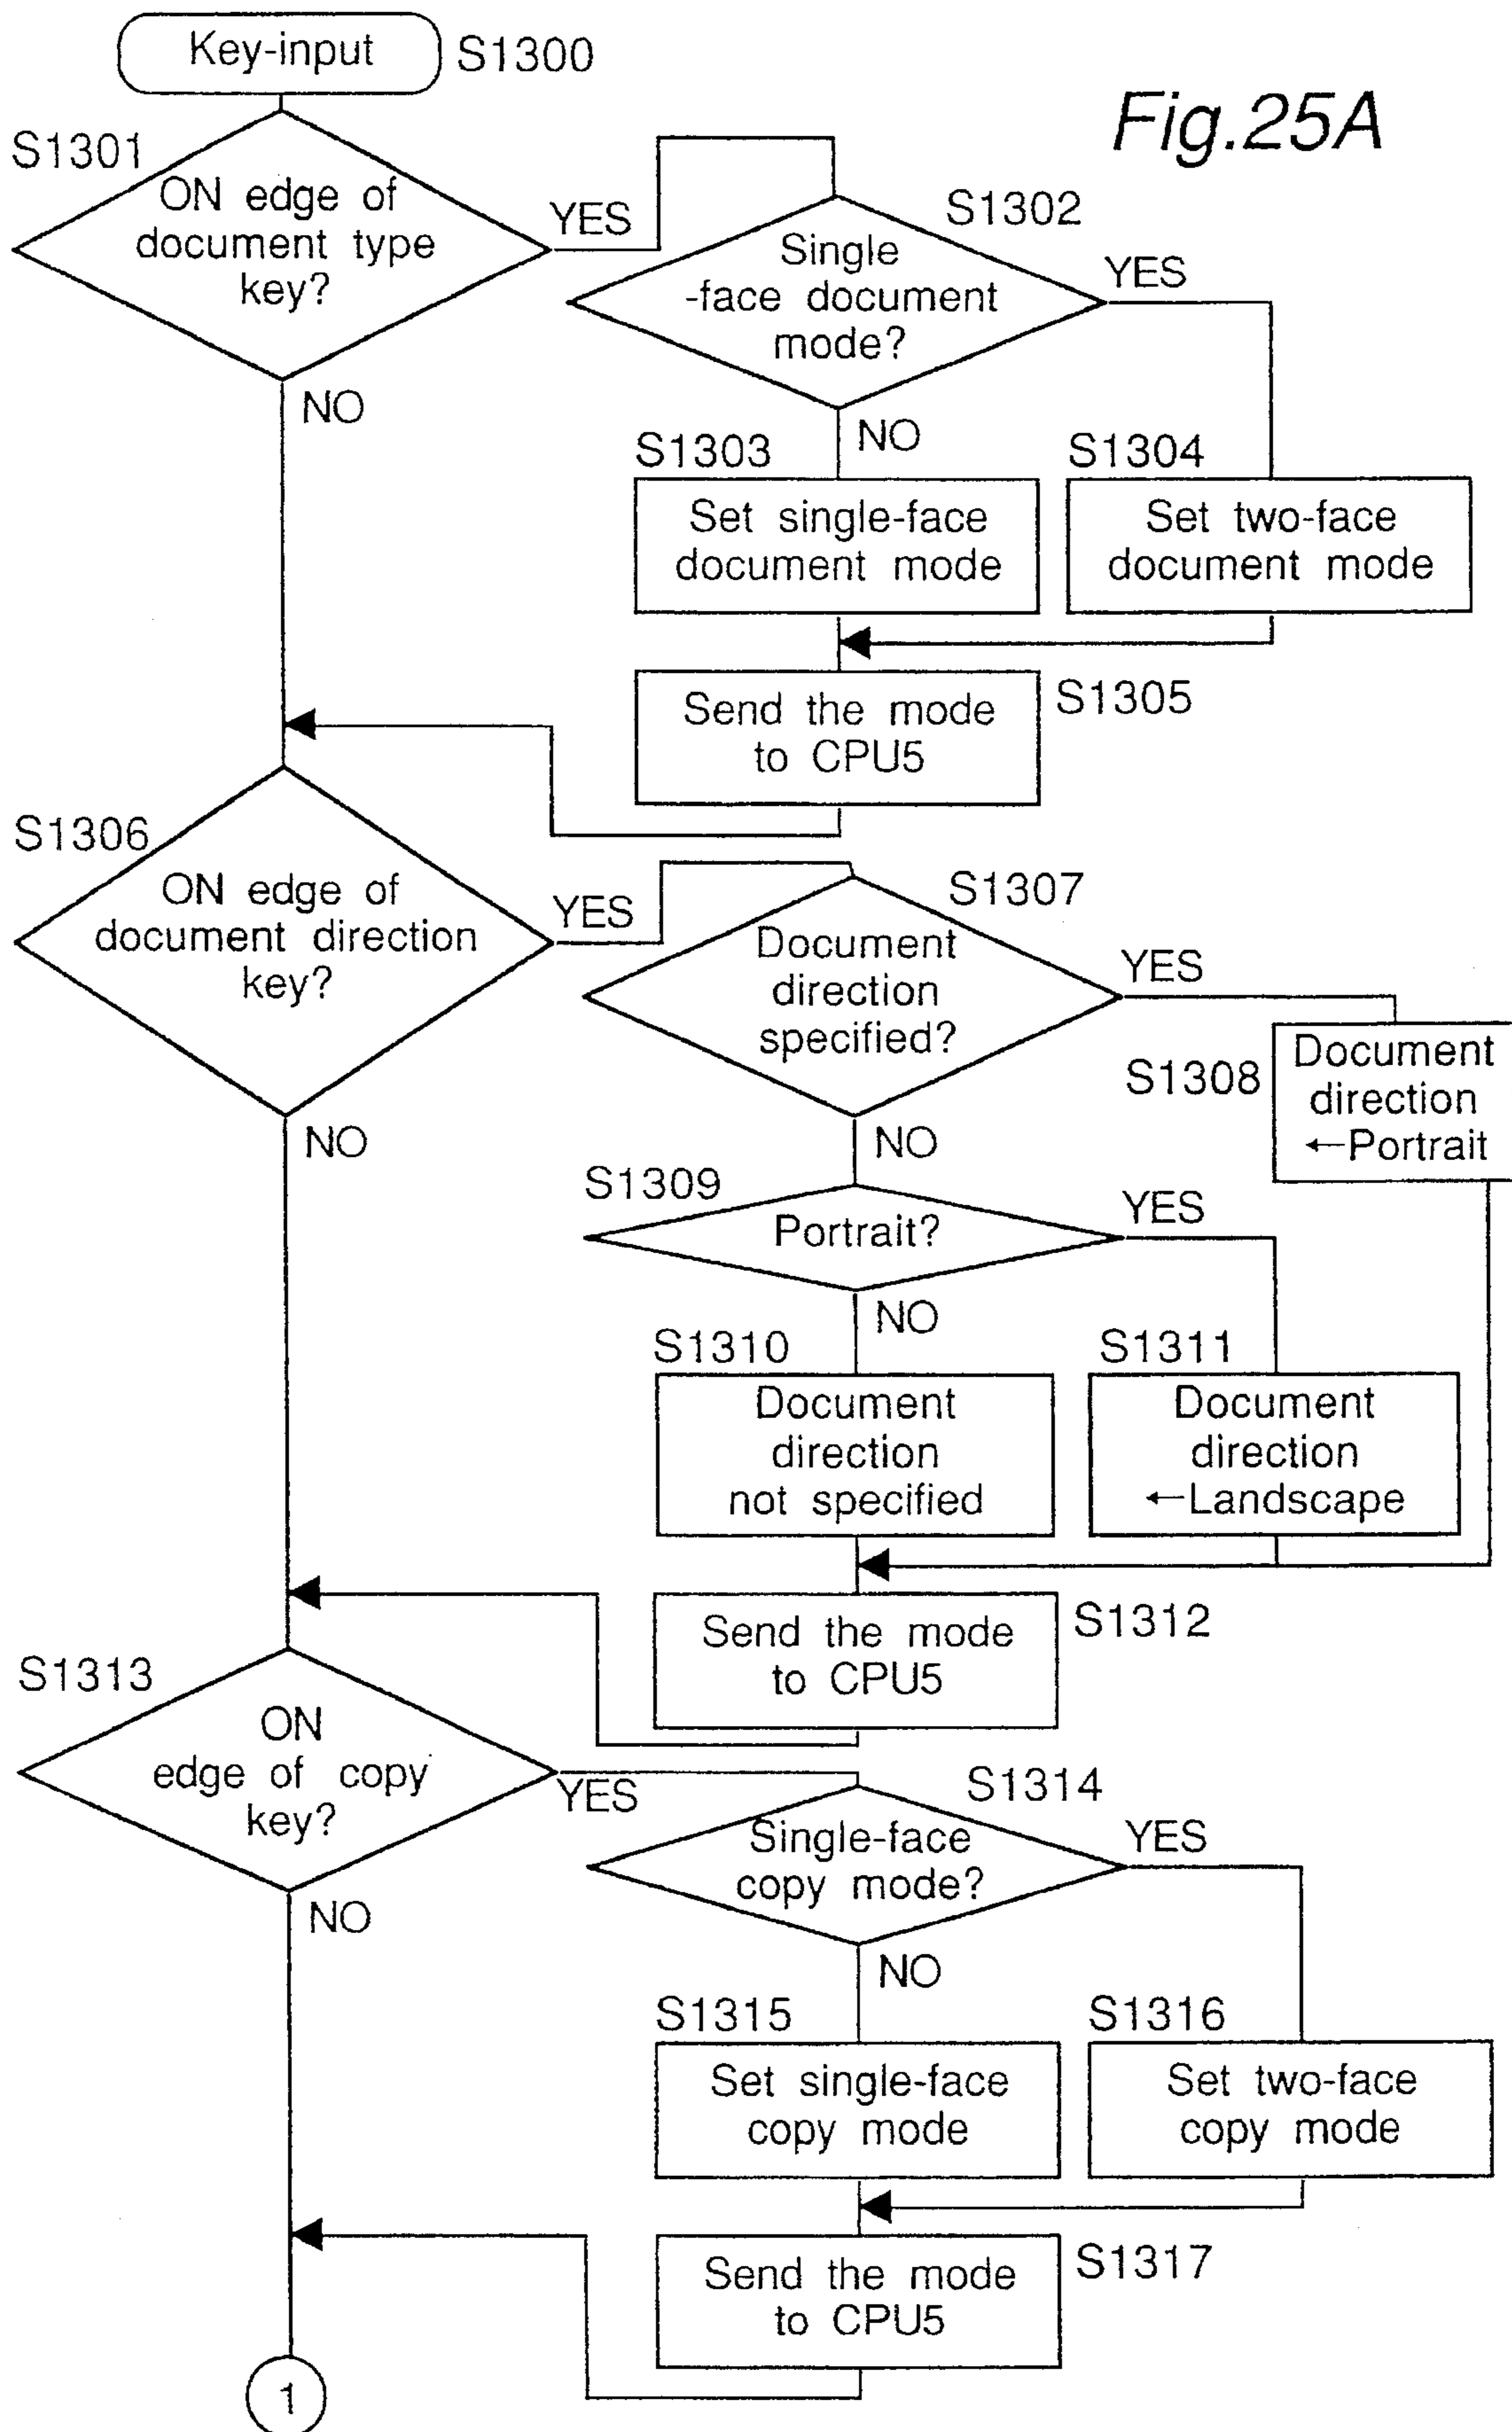 Fig.25A
Key-input
S1300
S1301
ON edge of
document type
key?
YES
NO
S1302
Single
-face document
mode?
YES
NO
S1303
Set single-face
document mode
S1304
Set two-face
document mode
Send the mode
to CPU5
S1305
S1306
ON edge of
document direction
key?
YES
NO
S1307
Document
direction
specified?
YES
NO
S1308
Document
direction
←Portrait
S1309
Portrait?
YES
NO
S1310
Document
direction
not specified
S1311
Document
direction
←Landscape
Send the mode
to CPU5
S1312
S1313
ON
edge of copy
key?
YES
NO
S1314
Single-face
copy mode?
YES
NO
S1315
Set single-face
copy mode
S1316
Set two-face
copy mode
Send the mode
to CPU5
S1317
1